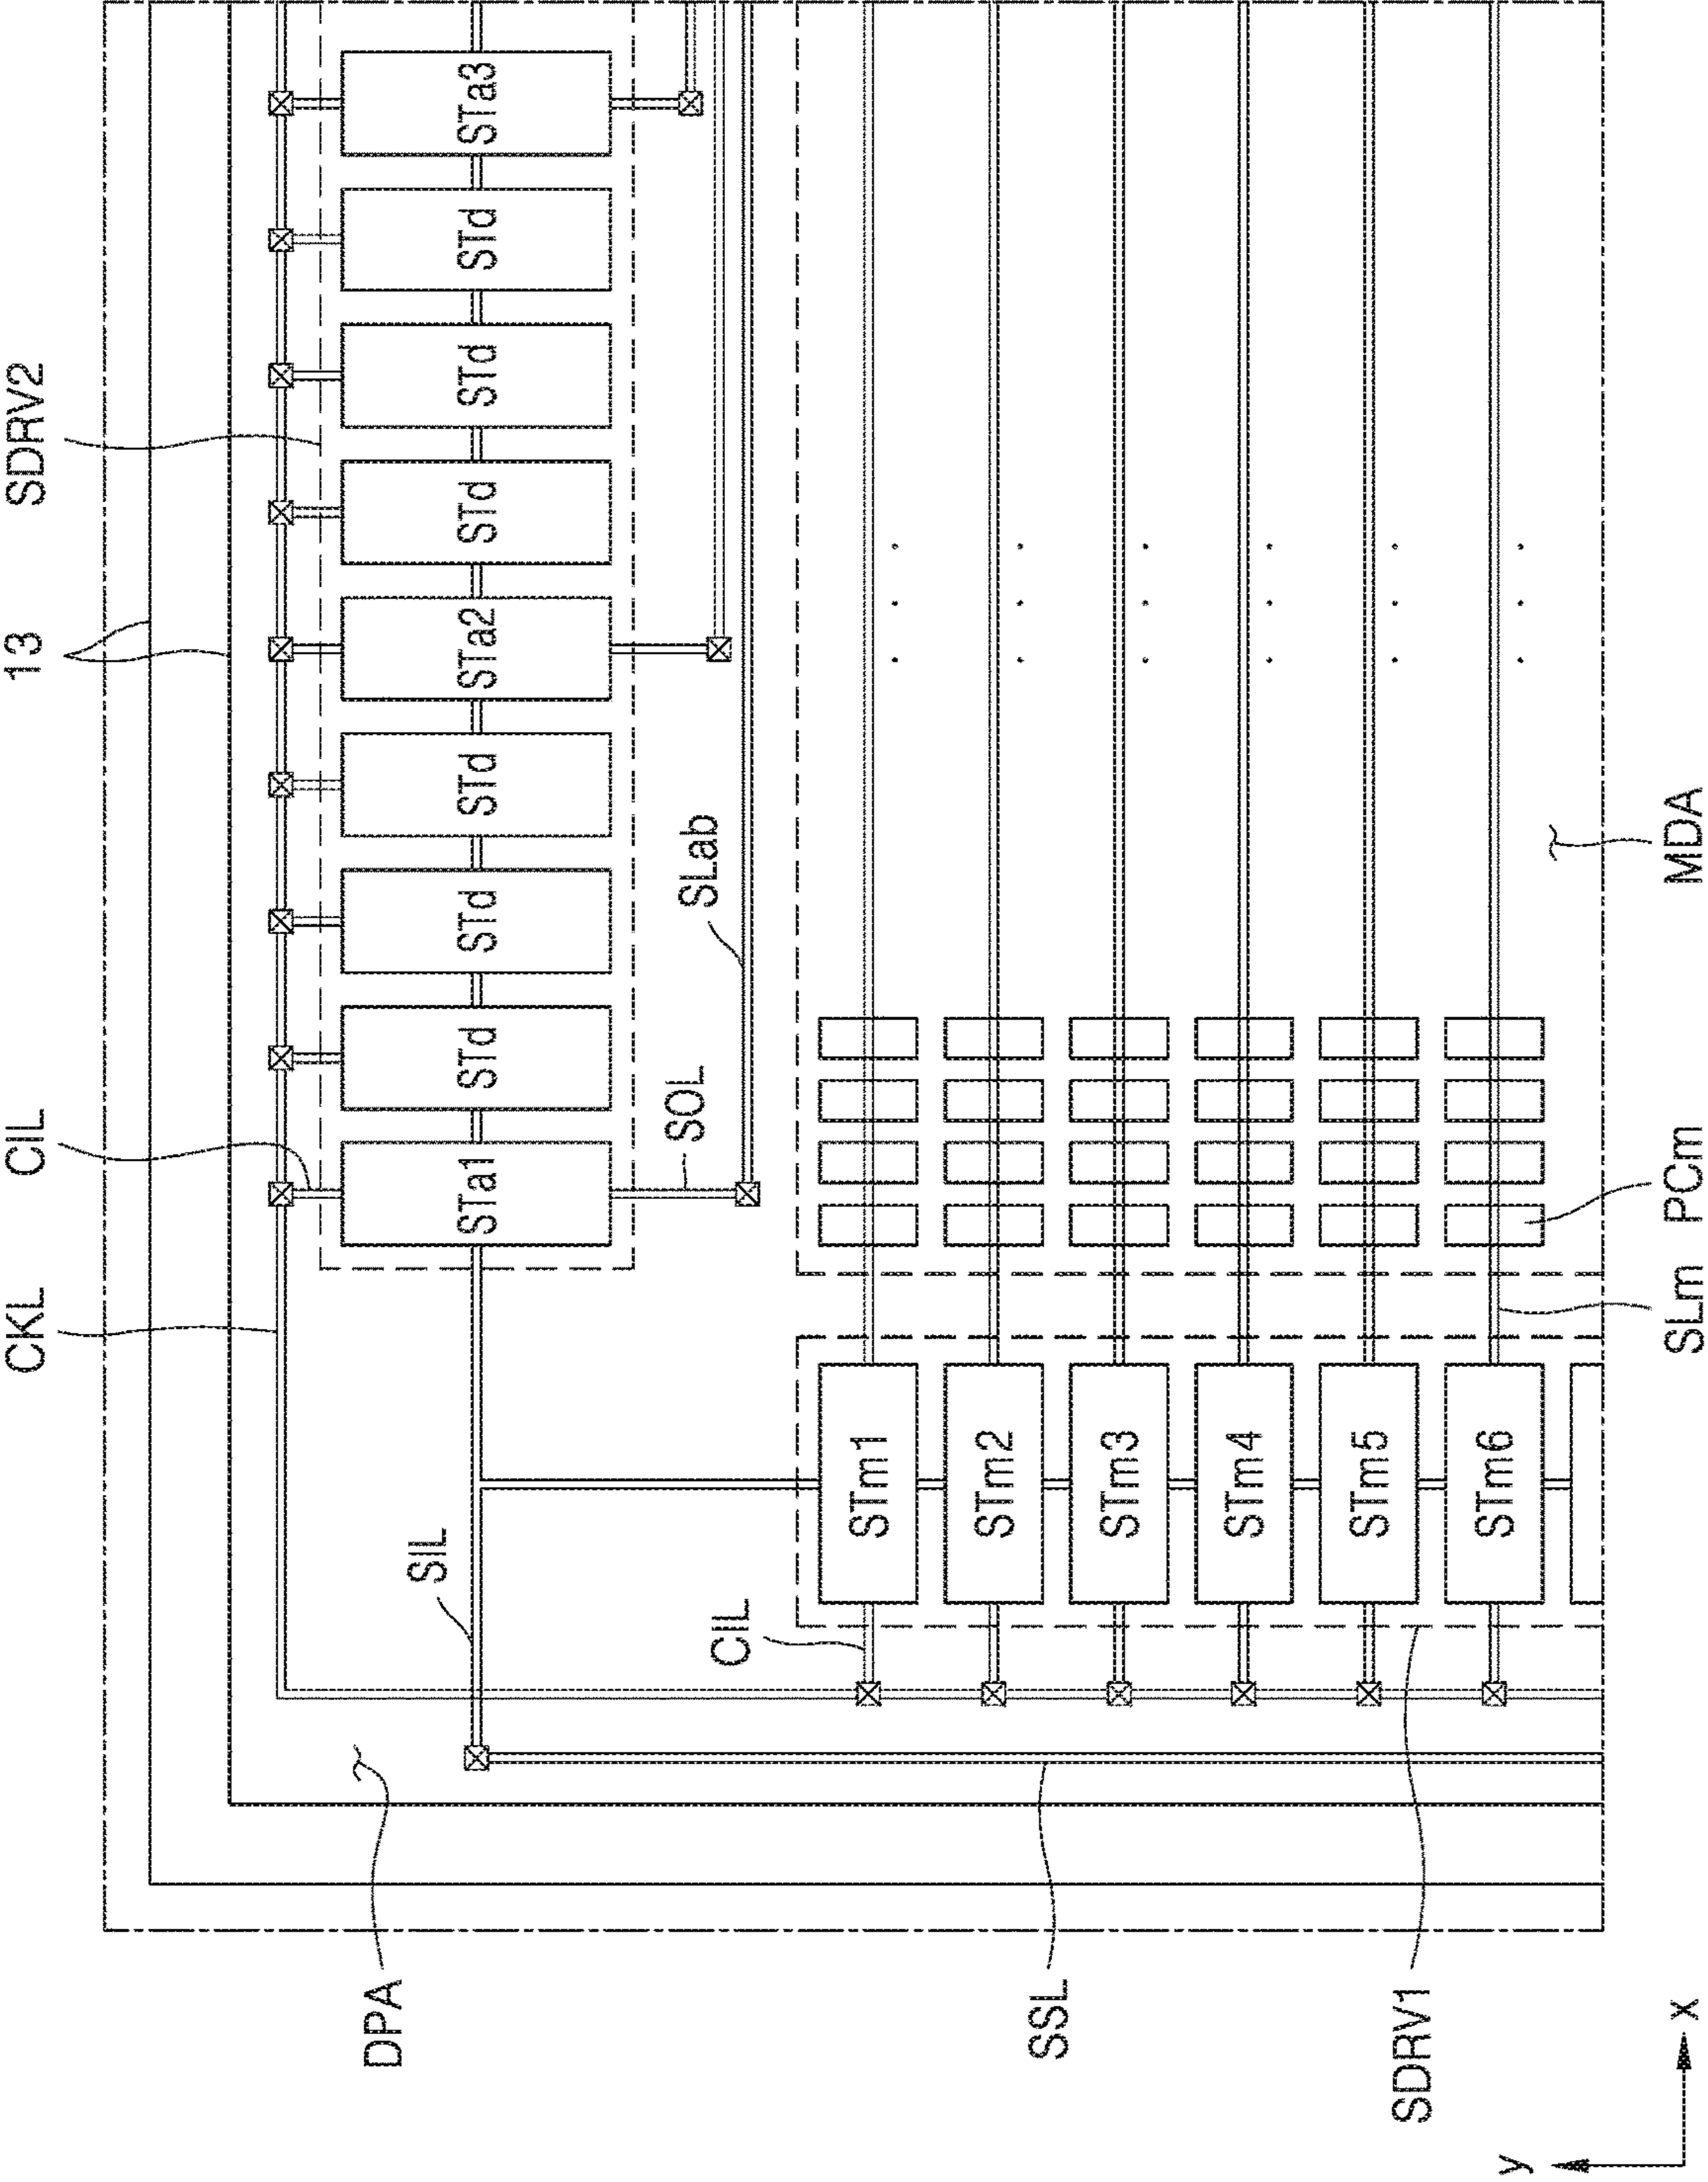 CKL
CIL
13
SDRV2
STa1
STd
STd
STd
STa2
STd
STd
STd
STa3
SIL
SOL
SLab
CIL
STm1
STm2
STm3
STm4
STm5
STm6
DPA
SSL
SDRV1
SLm
PCm
MDA
y
x